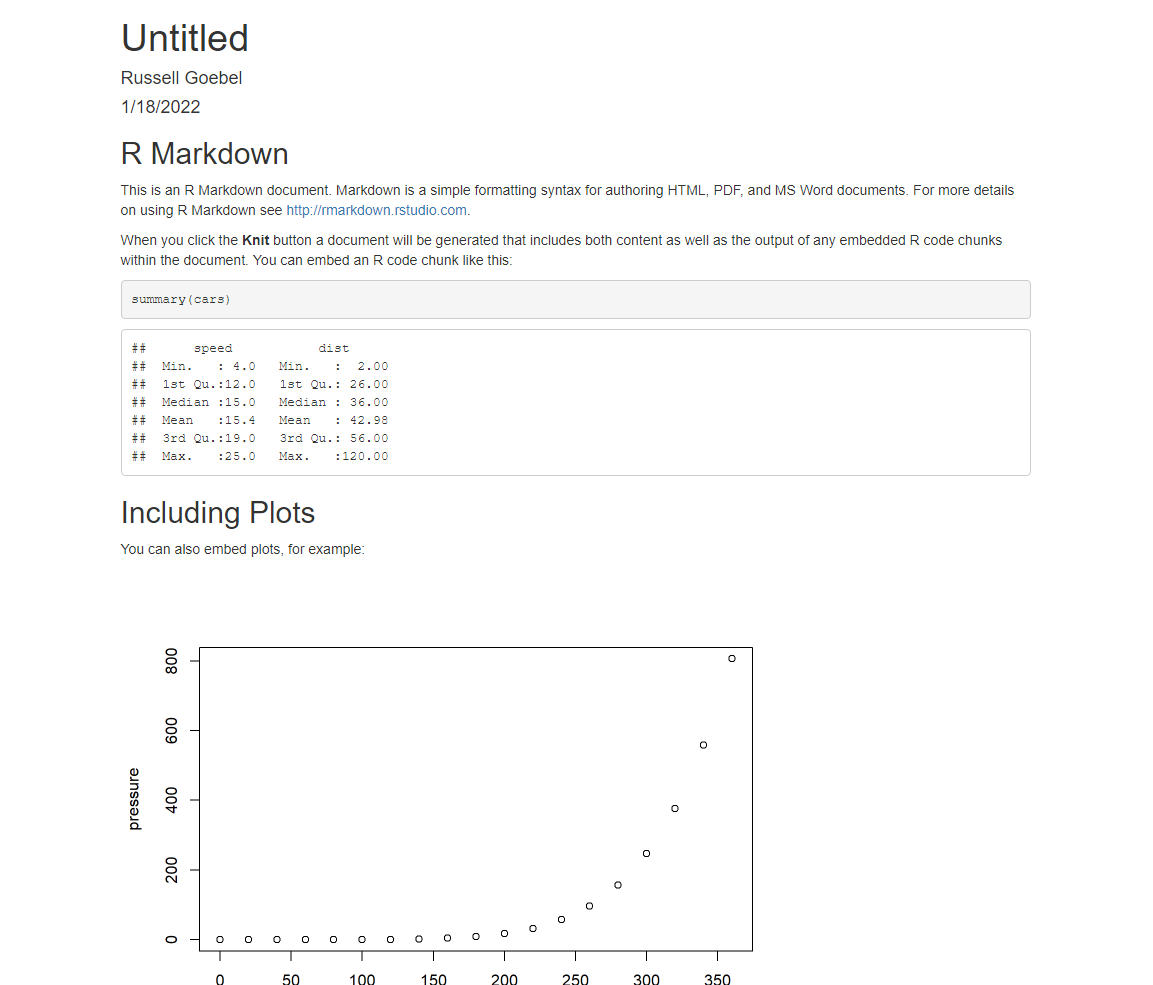 Untitled
Russell Goebel
1/18/2022
R Markdown
This is an R Markdown document. Markdown is a simple formatting syntax for authoring HTML, PDF, and MS Word documents. For more details
on using R Markdown see http://rmarkdown.rstudio.com.
When you click the Knit button a document will be generated that includes both content as well as the output of any embedded R code chunks
within the document. You can embed an R code chunk like this:
summary(cars)
##      speed           dist
##  Min.   : 4.0   Min.   :  2.00
##  1st Qu.:12.0   1st Qu.: 26.00
##  Median :15.0   Median : 36.00
##  Mean   :15.4   Mean   : 42.98
##  3rd Qu.:19.0   3rd Qu.: 56.00
##  Max.   :25.0   Max.   :120.00
Including Plots
You can also embed plots, for example:
800
600
400
200
0
pressure
0 50 100 150 200 250 300 350